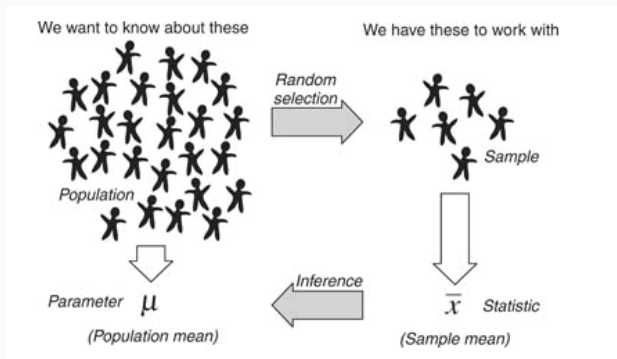 We want to know about these
We have these to work with
Random
selection
Sample
Population
Inference
Parameter μ
x̄ Statistic
(Population mean)
(Sample mean)